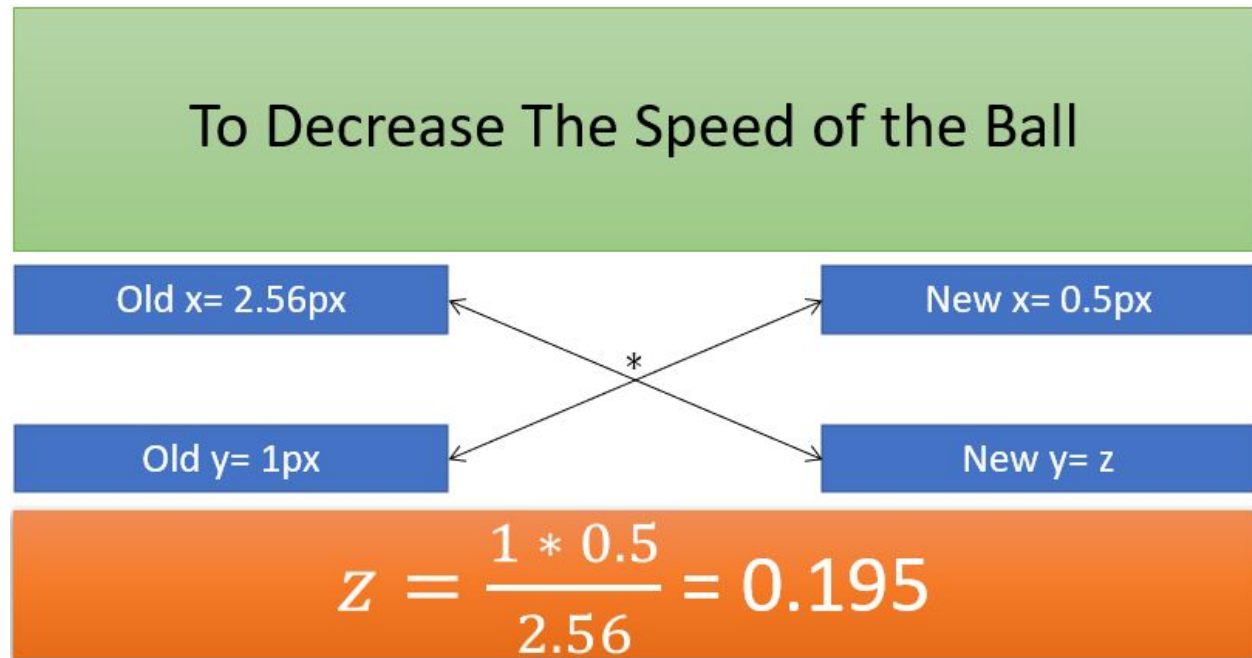 To Decrease The Speed of the Ball
Old x= 2.56px
New x= 0.5px
*
Old y= 1px
New y= z
z = \frac{1 * 0.5}{2.56} = 0.195